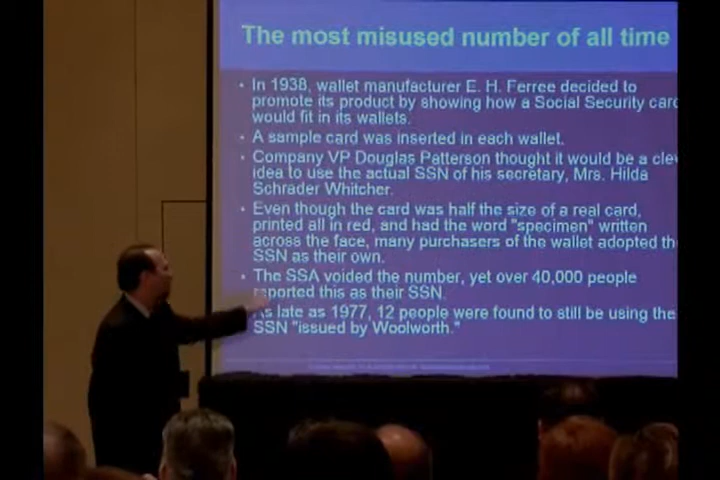 The most misused number of all time
• In 1938, wallet manufacturer E. H. Ferree decided to
promote its product by showing how a Social Security card
would fit in its wallets.
• A sample card was inserted in each wallet.
• Company VP Douglas Patterson thought it would be a cle
idea to use the actual SSN of his secretary, Mrs. Hilda
Schrader Whitcher.
• Even though the card was half the size of a real card,
printed all in red, and had the word "specimen" written
across the face, many purchasers of the wallet adopted th
SSN as their own.
• The SSA voided the number, yet over 40,000 people
reported this as their SSN.
As late as 1977, 12 people were found to still be using the
SSN "issued by Woolworth."